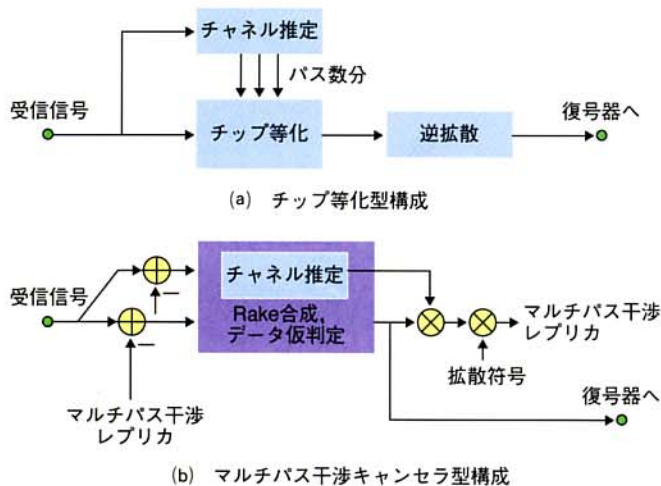 チャネル推定
パス数分
受信信号
チップ等化
逆拡散
復号器へ
(a) チップ等化型構成
受信信号
チャネル推定
Rake合成,
データ仮判定
マルチパス干渉
レプリカ
拡散符号
マルチパス干渉
レプリカ
復号器へ
(b) マルチパス干渉キャンセラ型構成